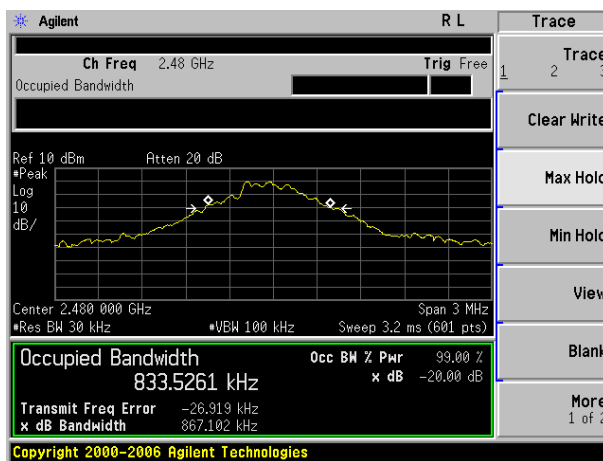 Agilent R L Trace
Ch Freq 2.48 GHz Trig Free
Occupied Bandwidth
Trace
1 2 3
Clear Write
Max Hold
Min Hold
View
Blank
More
1 of 2
Ref 10 dBm Atten 20 dB
#Peak
Log
10
dB/
Center 2.480 000 GHz Span 3 MHz
#Res BW 30 kHz #VBW 100 kHz Sweep 3.2 ms (601 pts)
Occupied Bandwidth Occ BW % Pwr 99.00 %
833.5261 kHz x dB -20.00 dB
Transmit Freq Error -26.919 kHz
x dB Bandwidth 867.102 kHz
Copyright 2000-2006 Agilent Technologies